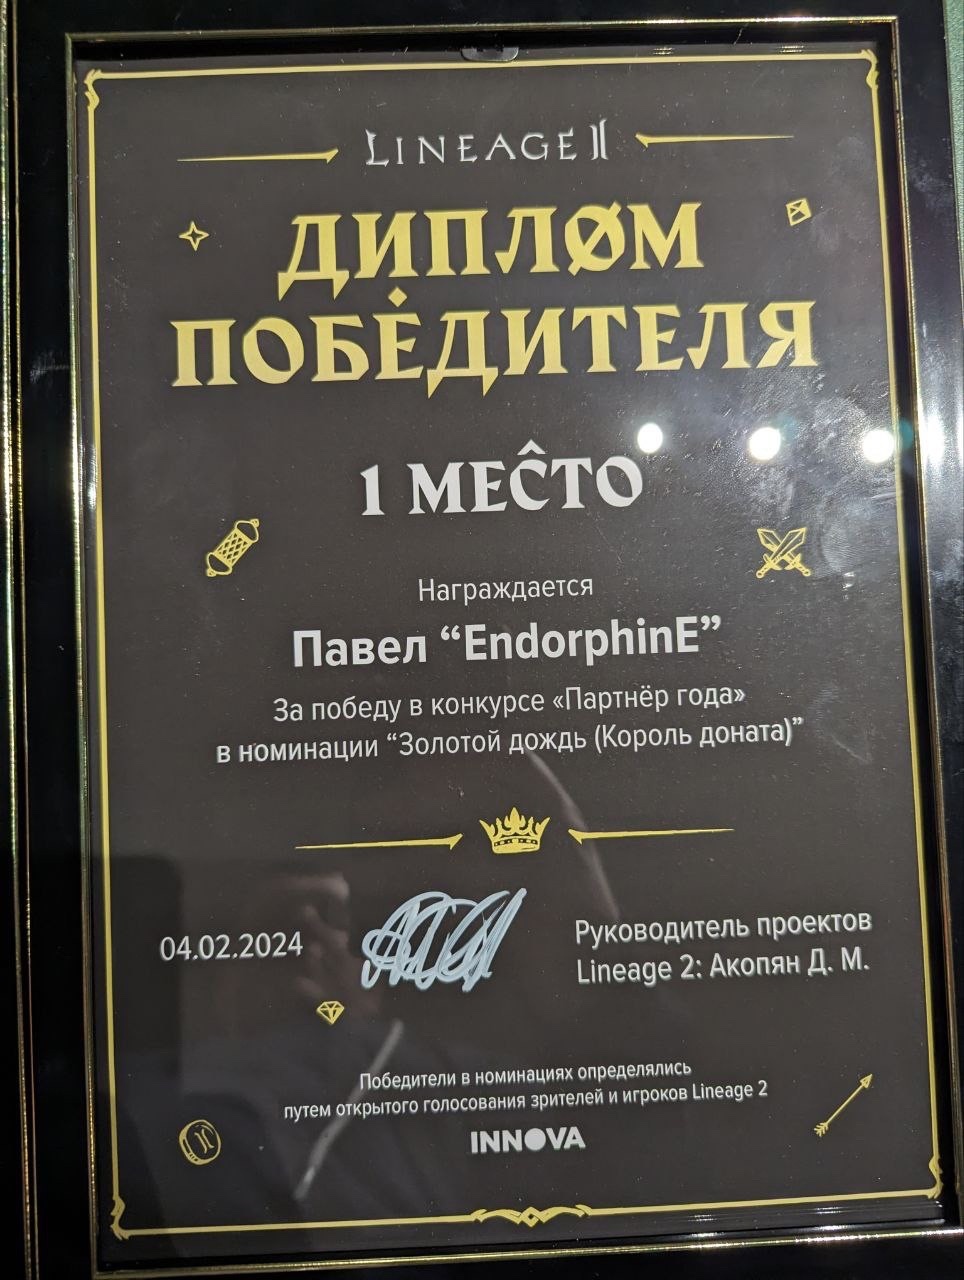 LINEAGE II
ДИПЛОМ
ПОБЕДИТЕЛЯ
1 МЕСТО
Награждается
Павел “EndorphinE”
За победу в конкурсе «Партнёр года»
в номинации “Золотой дождь (Король доната)”
04.02.2024
Руководитель проектов
Lineage 2: Акопян Д. М.
Победители в номинациях определялись
путем открытого голосования зрителей и игроков Lineage 2
INNOVA